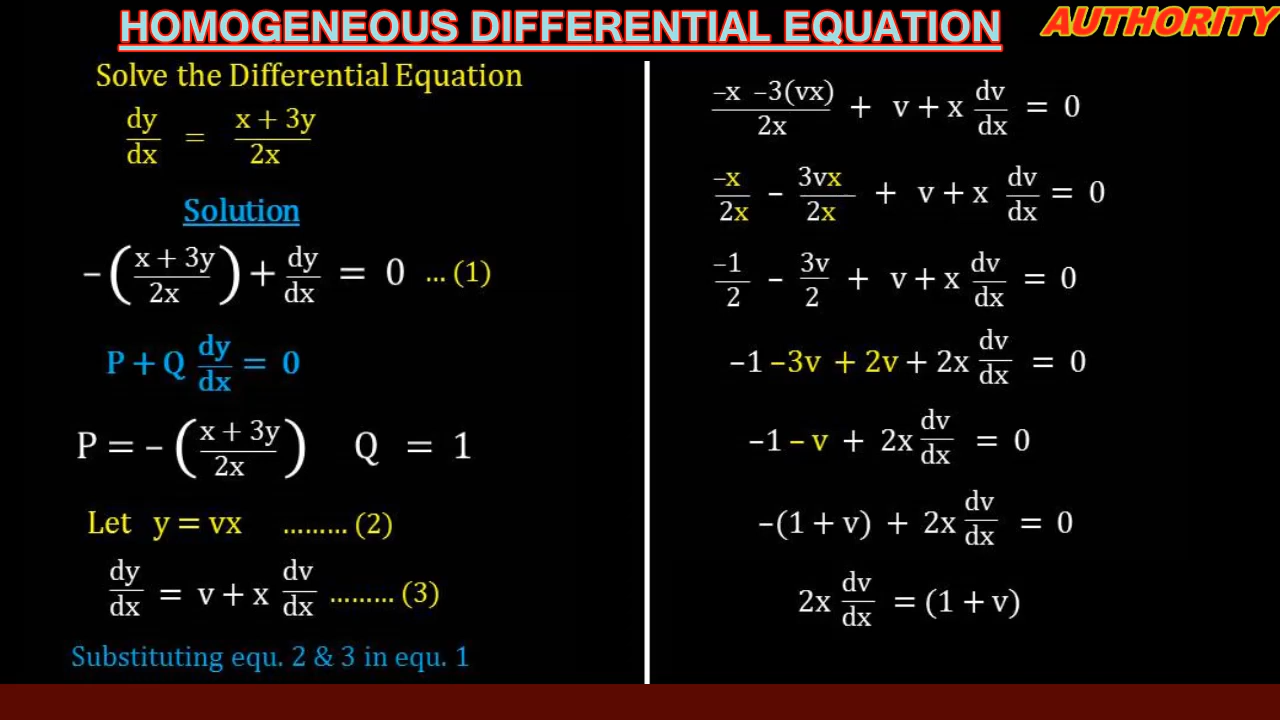 HOMOGENEOUS DIFFERENTIAL EQUATION
AUTHORITY
Solve the Differential Equation
dy/dx = (x + 3y)/2x
Solution
–((x + 3y)/2x) + dy/dx = 0 ... (1)
P + Q dy/dx = 0
P = –((x + 3y)/2x) Q = 1
Let y = vx ......... (2)
dy/dx = v + x dv/dx ......... (3)
Substituting equ. 2 & 3 in equ. 1
(–x –3(vx))/2x + v + x dv/dx = 0
–x/2x – 3vx/2x + v + x dv/dx = 0
–1/2 – 3v/2 + v + x dv/dx = 0
–1 –3v + 2v + 2x dv/dx = 0
–1 – v + 2x dv/dx = 0
–(1 + v) + 2x dv/dx = 0
2x dv/dx = (1 + v)